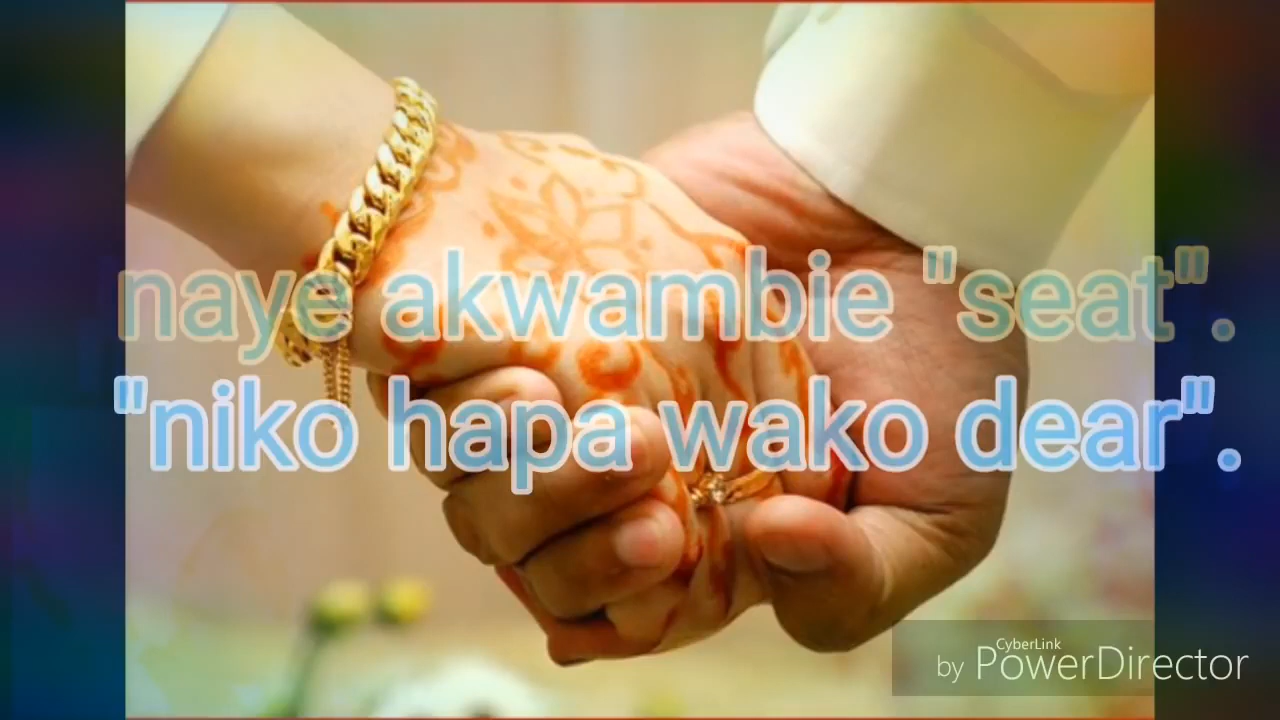 naye akwambie "seat".
"niko hapa wako dear".
CyberLink
by PowerDirector